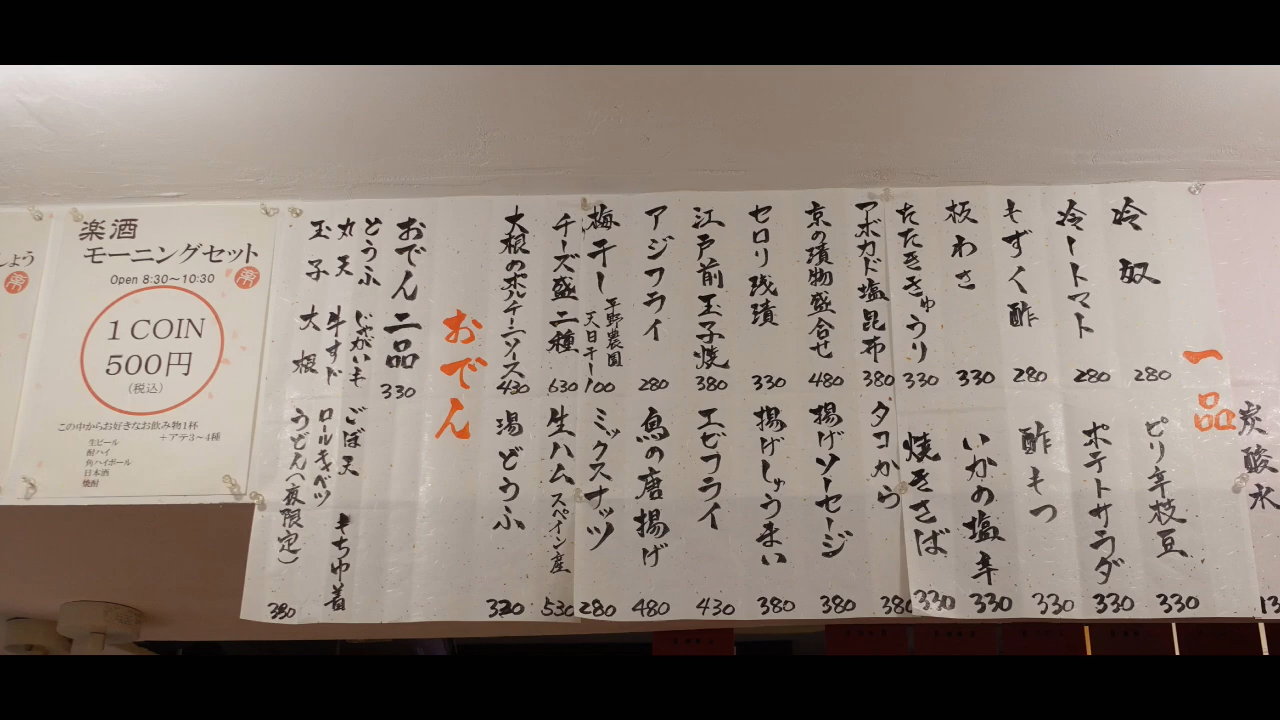 炭酸水
一品
冷奴 280
ピリ辛枝豆 330
冷トマト 280
ポテトサラダ 330
もずく酢 280
酢もつ 330
板わさ 330
いかの塩辛 330
たたききゅうり 330
焼きさば 330
アボカド塩昆布 380
タコから 380
京の漬物盛合せ 480
揚げソーセージ 380
セロリ浅漬 330
揚げしゅうまい 380
江戸前玉子焼 380
エビフライ 430
アジフライ 280
魚の唐揚げ 480
梅干 平野農園 天日干し 100
ミックスナッツ 280
チーズ盛二種 630
生ハム スペイン産 530
大根のポルチーニソース 430
湯どうふ 320
おでん
おでん二品 330
とうふ じゃがいも ごぼ天
丸天 牛すじ ロールキャベツ もち巾着
玉子 大根 うどん(夜限定) 380
楽酒
モーニングセット
Open 8:30〜10:30
1 COIN
500円
(税込)
この中からお好きなお飲み物1杯
+アテ3〜4種
生ビール
酎ハイ
角ハイボール
日本酒
焼酎
しょう